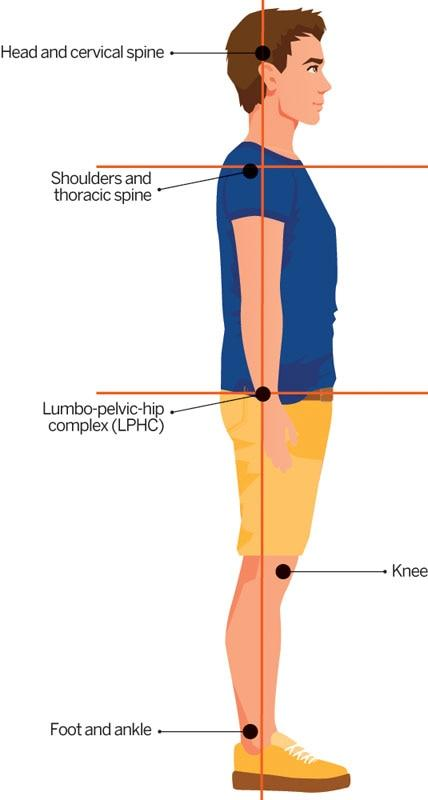 Head and cervical spine
Shoulders and
thoracic spine
Lumbo-pelvic-hip
complex (LPHC)
Knee
Foot and ankle